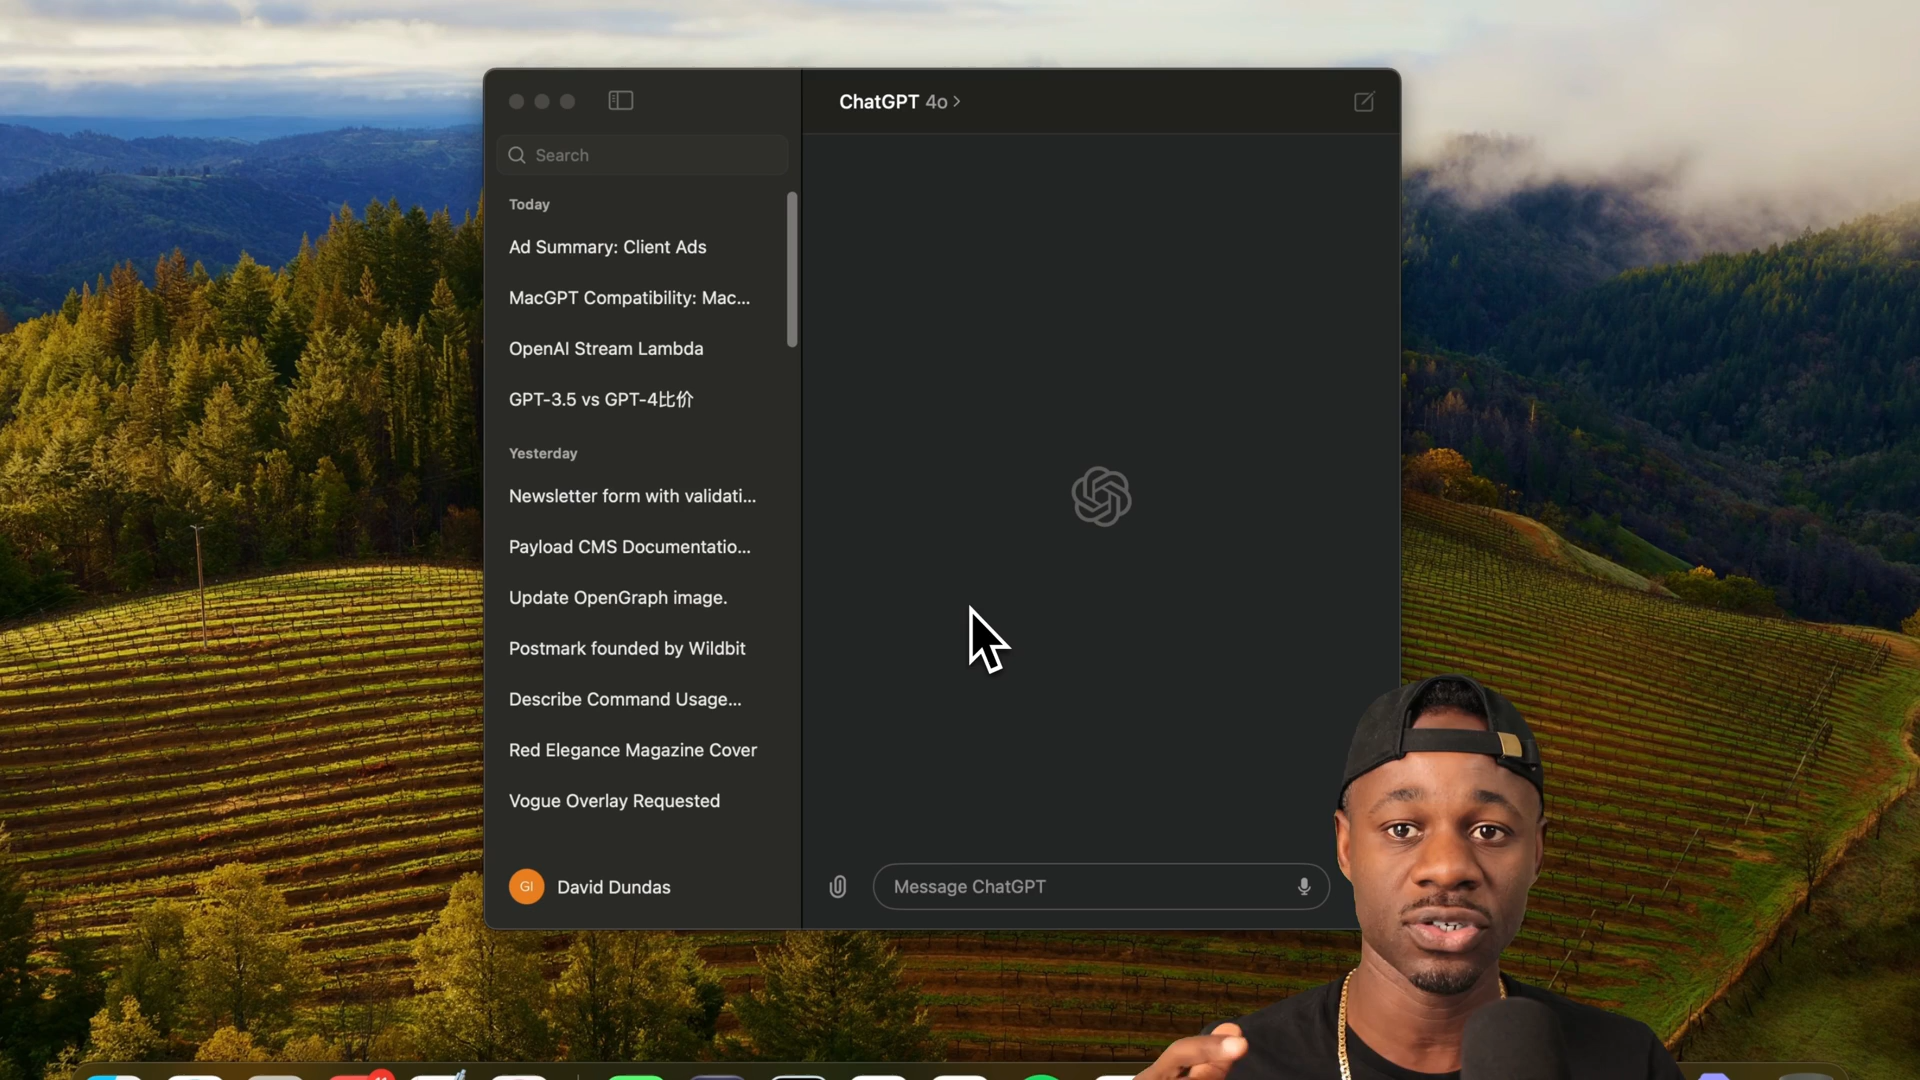 ChatGPT 4o >
Search
Today
Ad Summary: Client Ads
MacGPT Compatibility: Mac...
OpenAI Stream Lambda
GPT-3.5 vs GPT-4比价
Yesterday
Newsletter form with validati...
Payload CMS Documentatio...
Update OpenGraph image.
Postmark founded by Wildbit
Describe Command Usage...
Red Elegance Magazine Cover
Vogue Overlay Requested
GI
David Dundas
Message ChatGPT